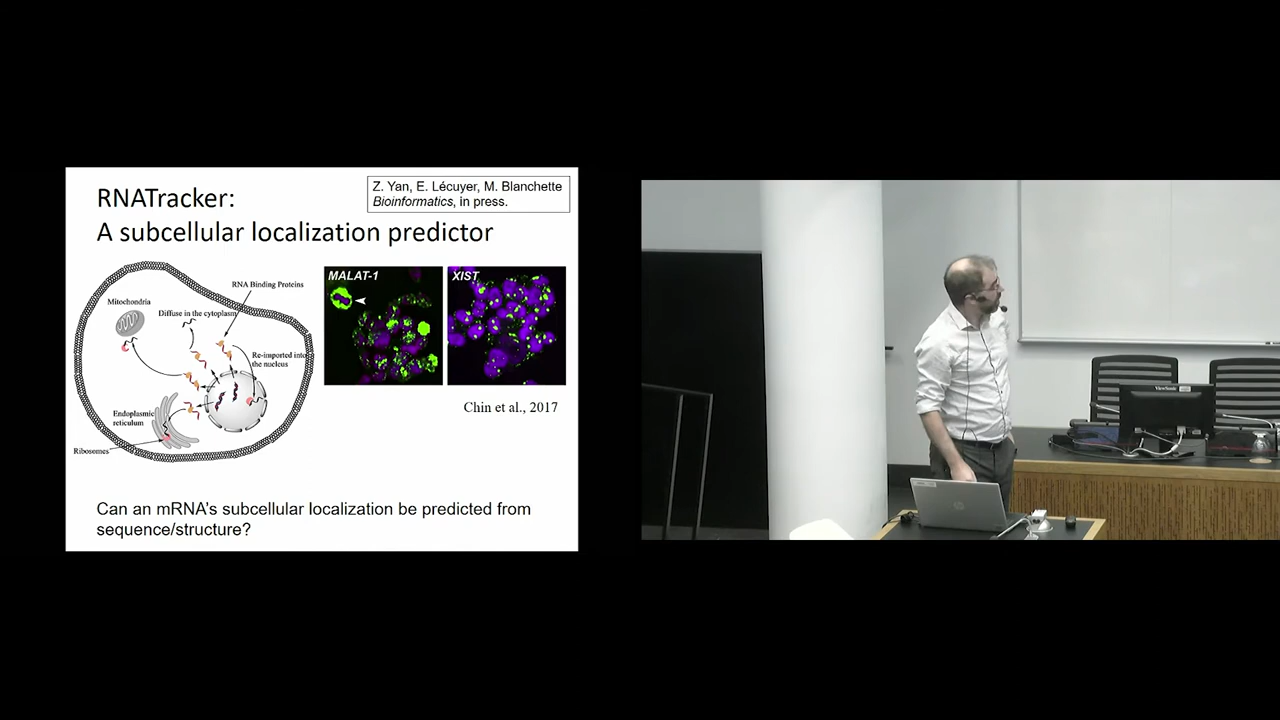 RNATracker:
A subcellular localization predictor
Z. Yan, E. Lécuyer, M. Blanchette
Bioinformatics, in press.
Mitochondria
RNA Binding Proteins
Diffuse in the cytoplasm
Re-imported into
the nucleus
Endoplasmic
reticulum
Ribosomes
MALAT-1
XIST
Chin et al., 2017
Can an mRNA's subcellular localization be predicted from
sequence/structure?
ViewSonic